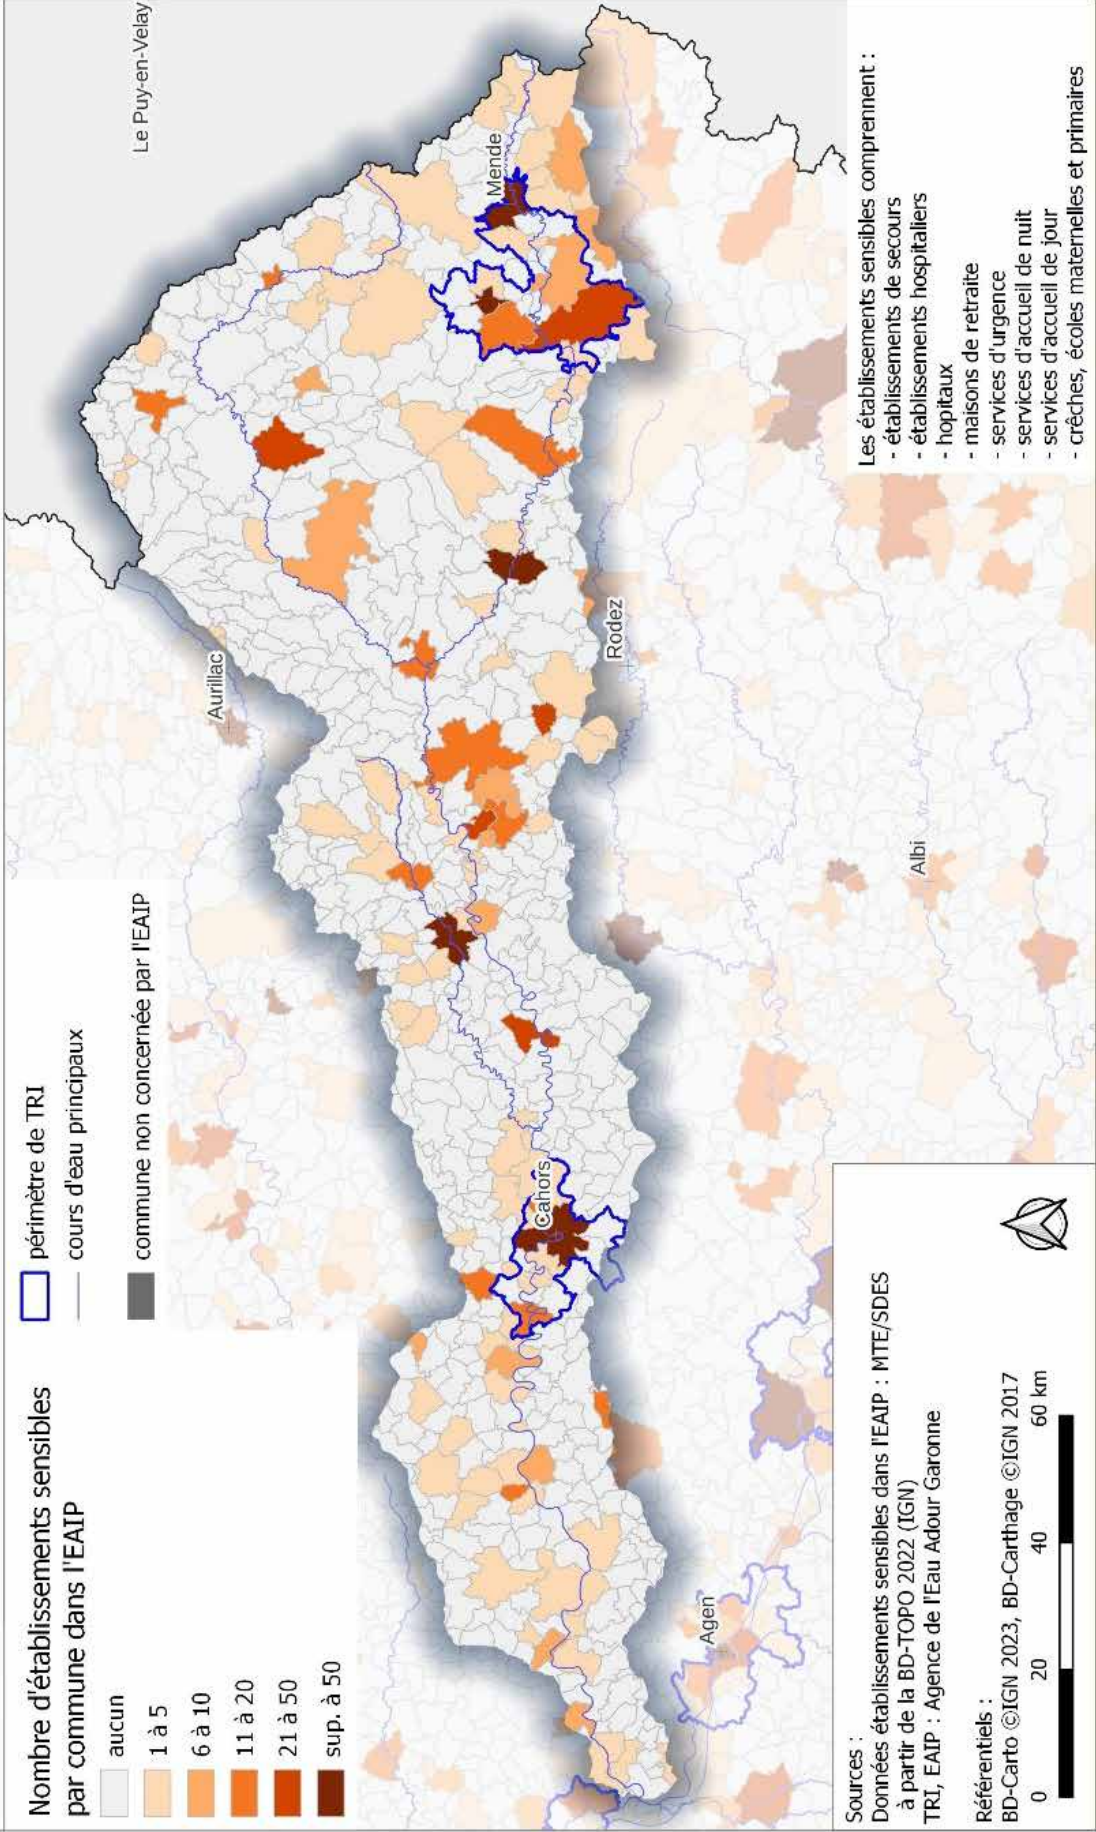 Nombre d'établissements sensibles
par commune dans l'EAIP
aucun
1 à 5
6 à 10
11 à 20
21 à 50
sup. à 50
périmètre de TRI
cours d'eau principaux
commune non concernée par l'EAIP
Le Puy-en-Velay
Aurillac
Mende
Rodez
Cahors
Albi
Agen
Sources :
Données établissements sensibles dans l'EAIP : MTE/SDES
à partir de la BD-TOPO 2022 (IGN)
TRI, EAIP : Agence de l'Eau Adour Garonne
Référentiels :
BD-Carto ©IGN 2023, BD-Carthage ©IGN 2017
0 20 40 60 km
Les établissements sensibles comprennent :
- établissements de secours
- établissements hospitaliers
- hopitaux
- maisons de retraite
- services d'urgence
- services d'accueil de nuit
- services d'accueil de jour
- crêches, écoles maternelles et primaires